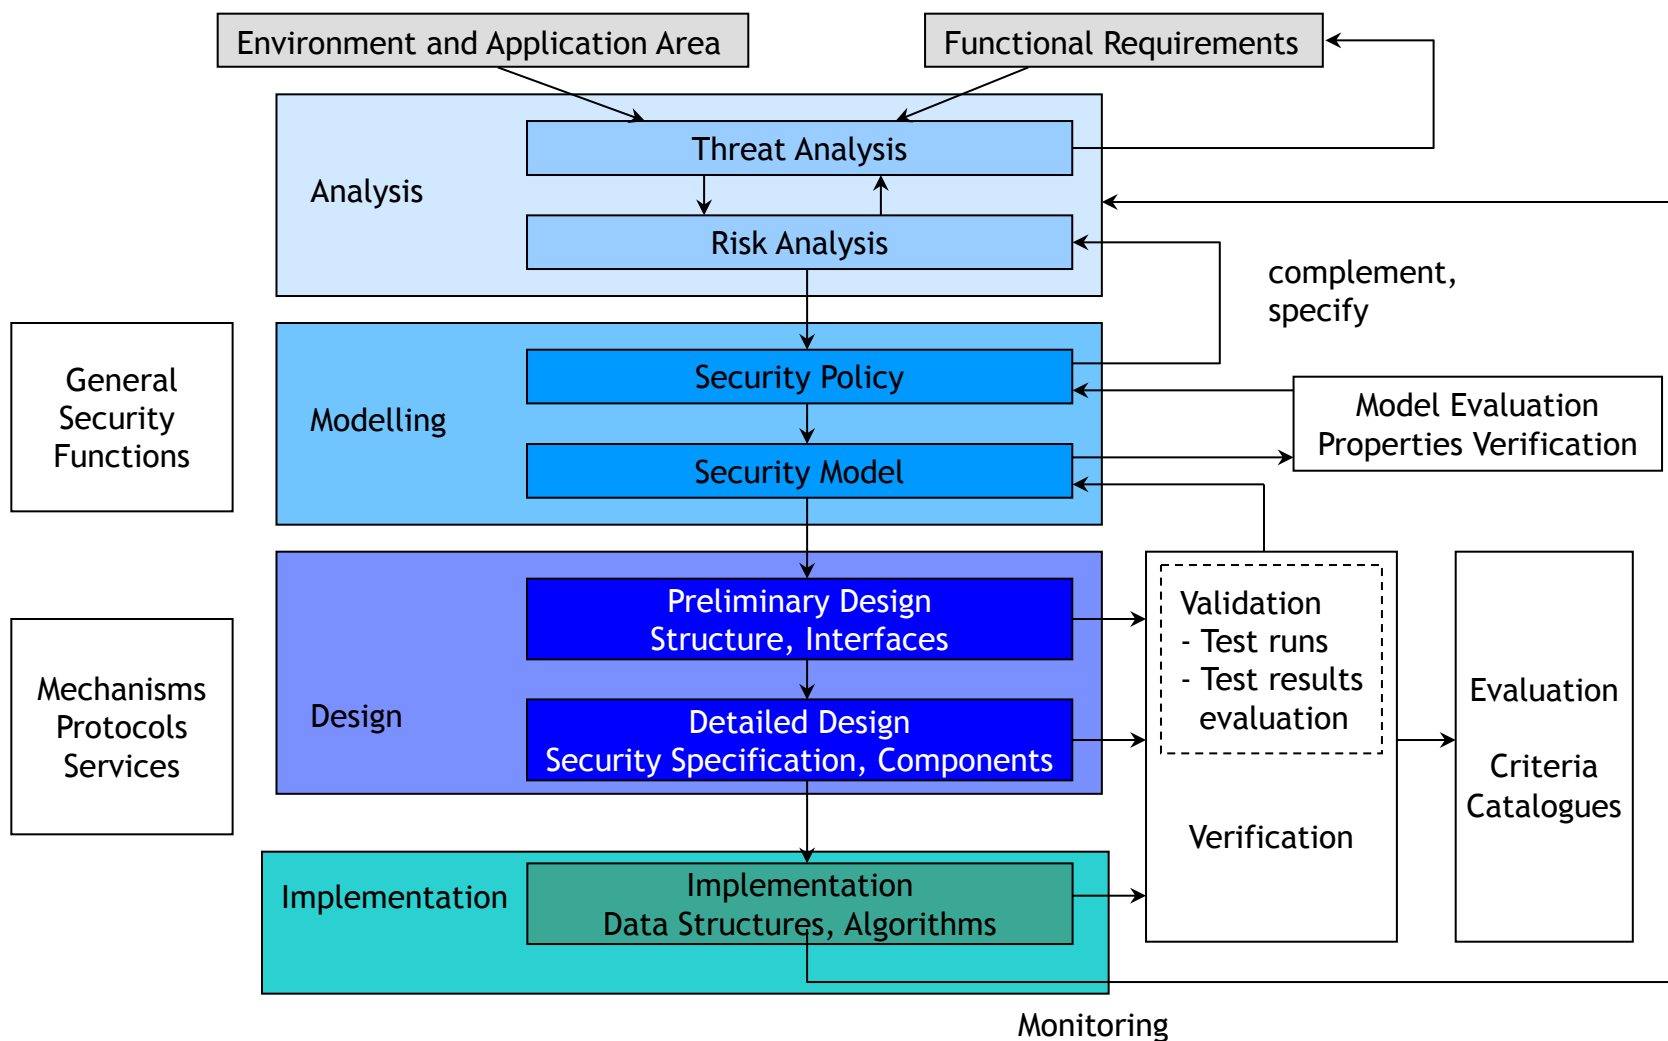 Environment and Application Area
Functional Requirements
Threat Analysis
Analysis
Risk Analysis
complement,
specify
General
Security
Functions
Security Policy
Modelling
Model Evaluation
Properties Verification
Security Model
Preliminary Design
Structure, Interfaces
Validation
- Test runs
- Test results
evaluation
Mechanisms
Protocols
Services
Design
Detailed Design
Security Specification, Components
Evaluation
Criteria
Catalogues
Verification
Implementation
Implementation
Data Structures, Algorithms
Monitoring